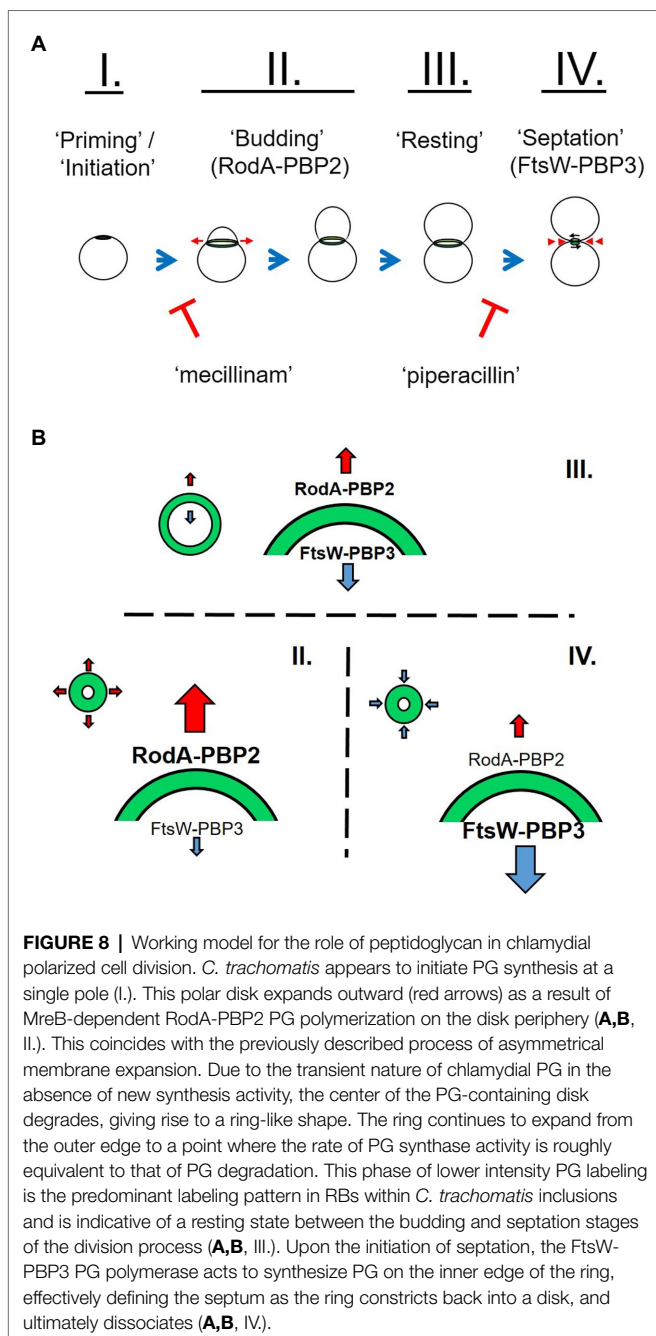 A
I. II. III. IV.
'Priming' / 'Budding' 'Resting' 'Septation'
'Initiation' (RodA-PBP2) (FtsW-PBP3)
'mecillinam' 'piperacillin'
B
III.
RodA-PBP2
FtsW-PBP3
II. IV.
RodA-PBP2 RodA-PBP2
FtsW-PBP3 FtsW-PBP3
FIGURE 8 | Working model for the role of peptidoglycan in chlamydial
polarized cell division. C. trachomatis appears to initiate PG synthesis at a
single pole (I.). This polar disk expands outward (red arrows) as a result of
MreB-dependent RodA-PBP2 PG polymerization on the disk periphery (A,B,
II.). This coincides with the previously described process of asymmetrical
membrane expansion. Due to the transient nature of chlamydial PG in the
absence of new synthesis activity, the center of the PG-containing disk
degrades, giving rise to a ring-like shape. The ring continues to expand from
the outer edge to a point where the rate of PG synthase activity is roughly
equivalent to that of PG degradation. This phase of lower intensity PG labeling
is the predominant labeling pattern in RBs within C. trachomatis inclusions
and is indicative of a resting state between the budding and septation stages
of the division process (A,B, III.). Upon the initiation of septation, the FtsW-
PBP3 PG polymerase acts to synthesize PG on the inner edge of the ring,
effectively defining the septum as the ring constricts back into a disk, and
ultimately dissociates (A,B, IV.).